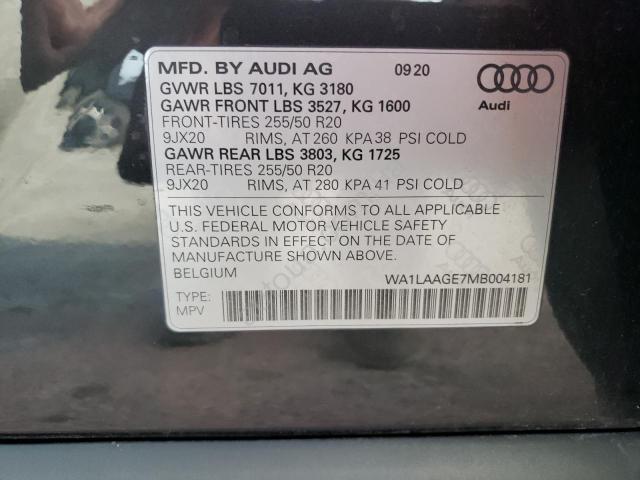 MFD. BY AUDI AG 09 20
GVWR LBS 7011, KG 3180
GAWR FRONT LBS 3527, KG 1600
FRONT-TIRES 255/50 R20
9JX20 RIMS, AT 260 KPA 38 PSI COLD
GAWR REAR LBS 3803, KG 1725
REAR-TIRES 255/50 R20
9JX20 RIMS, AT 280 KPA 41 PSI COLD
Audi
THIS VEHICLE CONFORMS TO ALL APPLICABLE
U.S. FEDERAL MOTOR VEHICLE SAFETY
STANDARDS IN EFFECT ON THE DATE OF
MANUFACTURE SHOWN ABOVE.
BELGIUM
WA1LAAGE7MB004181
TYPE:
MPV